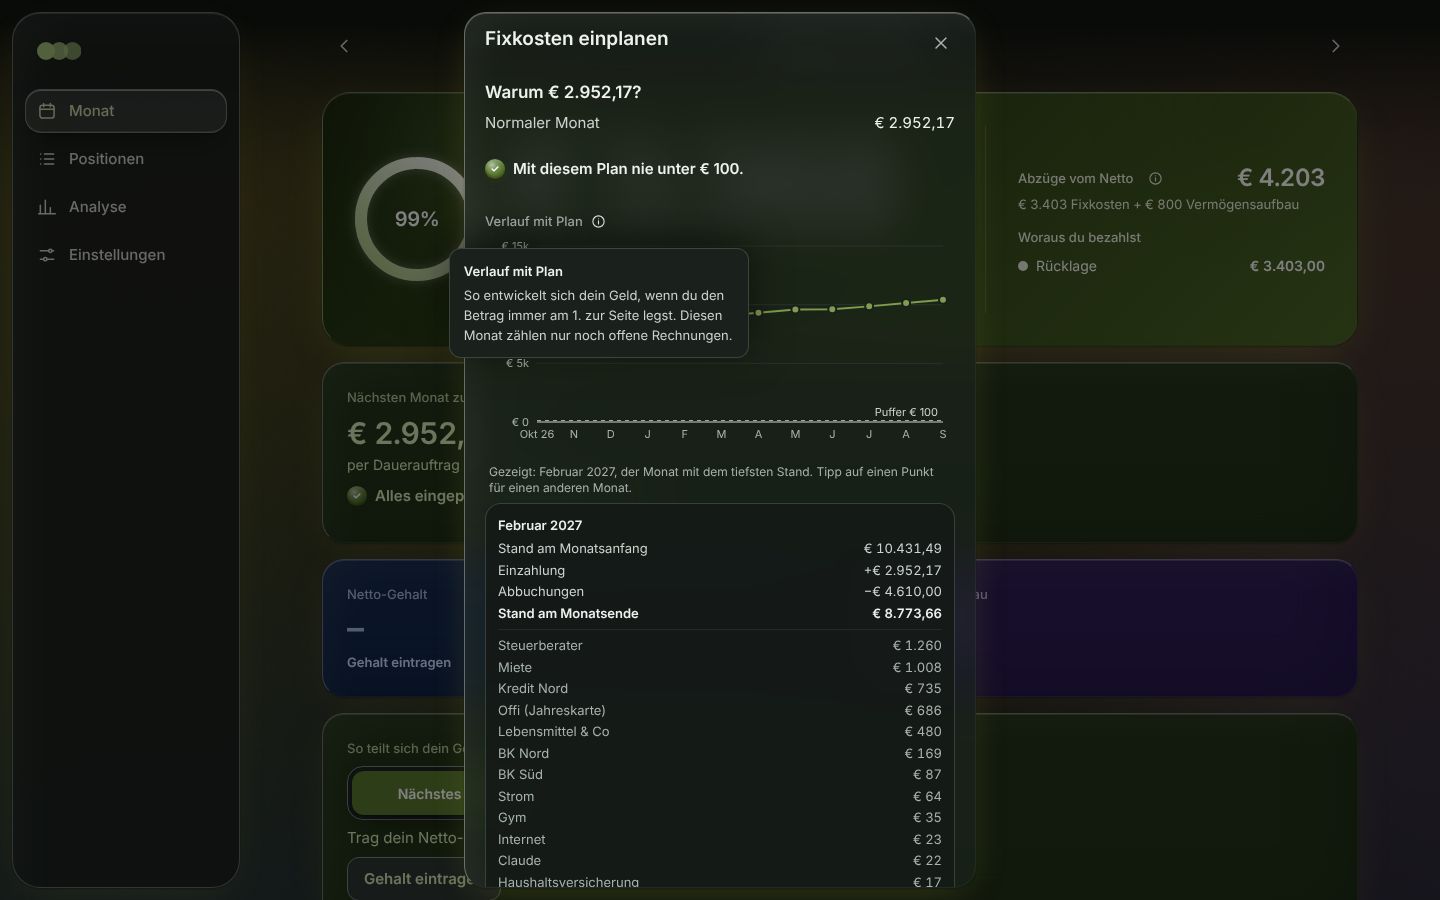 Monat
Positionen
Analyse
Einstellungen
99%
Abzüge vom Netto
€ 4.203
€ 3.403 Fixkosten + € 800 Vermögensaufbau
Woraus du bezahlst
Rücklage
€ 3.403,00
Nächsten Monat zu
€ 2.952,
per Dauerauftrag
Alles eingep
Netto-Gehalt
–
Gehalt eintragen
au
So teilt sich dein Ge
Nächstes
Trag dein Netto-
Gehalt eintrage
Fixkosten einplanen
Warum € 2.952,17?
Normaler Monat € 2.952,17
Mit diesem Plan nie unter € 100.
Verlauf mit Plan
€ 15k
Verlauf mit Plan
So entwickelt sich dein Geld, wenn du den
Betrag immer am 1. zur Seite legst. Diesen
Monat zählen nur noch offene Rechnungen.
€ 5k
Puffer € 100
€ 0
Okt 26 N D J F M A M J J A S
Gezeigt: Februar 2027, der Monat mit dem tiefsten Stand. Tipp auf einen Punkt
für einen anderen Monat.
Februar 2027
Stand am Monatsanfang € 10.431,49
Einzahlung +€ 2.952,17
Abbuchungen −€ 4.610,00
Stand am Monatsende € 8.773,66
Steuerberater € 1.260
Miete € 1.008
Kredit Nord € 735
Offi (Jahreskarte) € 686
Lebensmittel & Co € 480
BK Nord € 169
BK Süd € 87
Strom € 64
Gym € 35
Internet € 23
Claude € 22
Haushaltsversicherung € 17